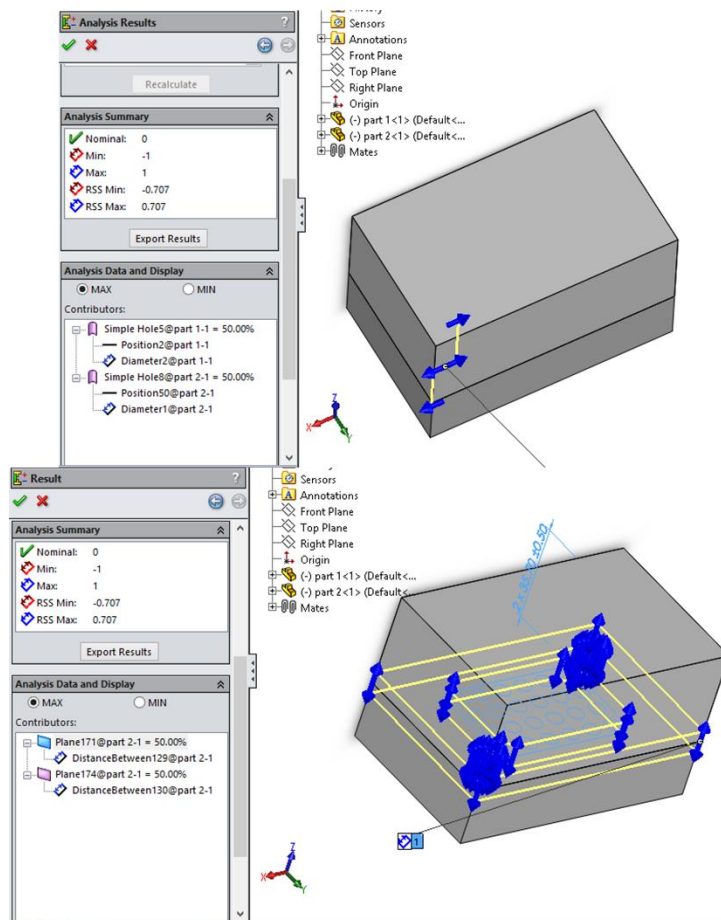 Analysis Results ?
History
Sensors
Annotations
Front Plane
Top Plane
Right Plane
Origin
(-) part 1<1> (Default<...
(-) part 2<1> (Default<...
Mates
Recalculate
Analysis Summary
Nominal: 0
Min: -1
Max: 1
RSS Min: -0.707
RSS Max: 0.707
Export Results
Analysis Data and Display
MAX MIN
Contributors:
Simple Hole5@part 1-1 = 50.00%
Position2@part 1-1
Diameter2@part 1-1
Simple Hole8@part 2-1 = 50.00%
Position50@part 2-1
Diameter1@part 2-1
X Y Z
Result ?
Sensors
Annotations
Front Plane
Top Plane
Right Plane
Origin
(-) part 1<1> (Default<...
(-) part 2<1> (Default<...
Mates
Analysis Summary
Nominal: 0
Min: -1
Max: 1
RSS Min: -0.707
RSS Max: 0.707
Export Results
Analysis Data and Display
MAX MIN
Contributors:
Plane171@part 2-1 = 50.00%
DistanceBetween129@part 2-1
Plane174@part 2-1 = 50.00%
DistanceBetween130@part 2-1
1
X Y Z